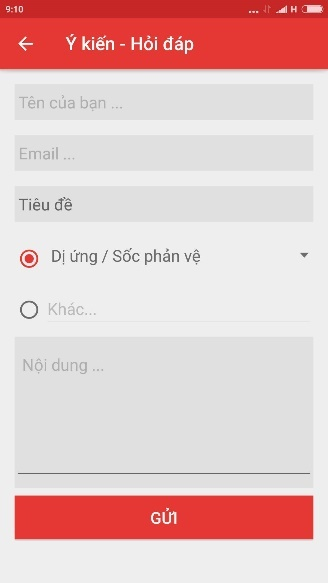 9:10
... H
Ý kiến - Hỏi đáp
Tên của bạn ...
Email ...
Tiêu đề
Dị ứng / Sốc phản vệ
Khác...
Nội dung ...
GỬI